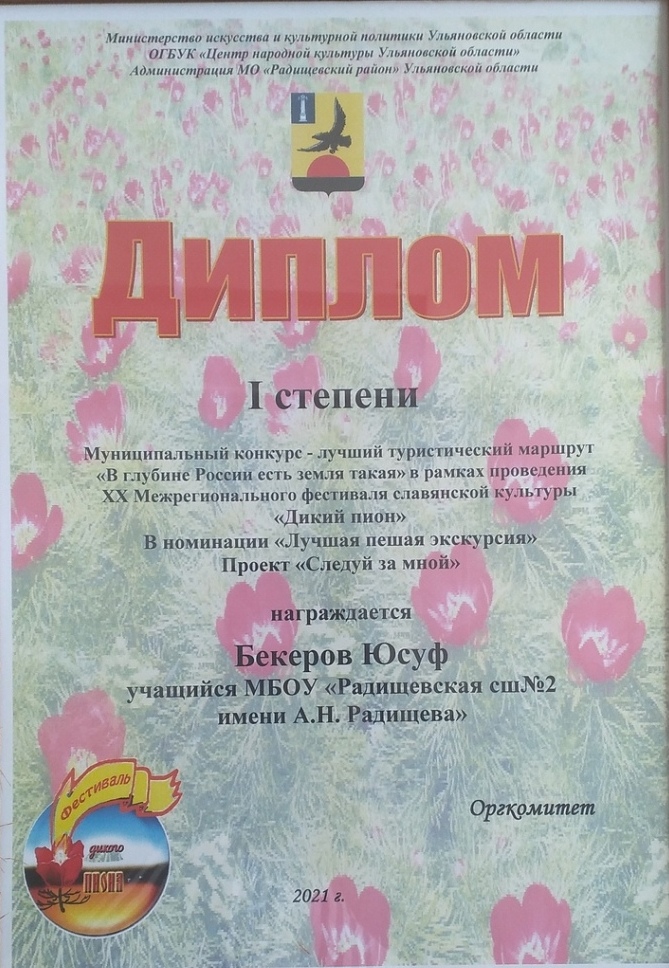 Министерство искусства и культурной политики Ульяновской области
ОГБУК «Центр народной культуры Ульяновской области»
Администрация МО «Радищевский район» Ульяновской области
Диплом
I степени
Муниципальный конкурс - лучший туристический маршрут
«В глубине России есть земля такая» в рамках проведения
XX Межрегионального фестиваля славянской культуры
«Дикий пион»
В номинации «Лучшая пешая экскурсия»
Проект «Следуй за мной»
награждается
Бекеров Юсуф
учащийся МБОУ «Радищевская сш№2
имени А.Н. Радищева»
Оргкомитет
Фестиваль
дикого
пиона
2021 г.